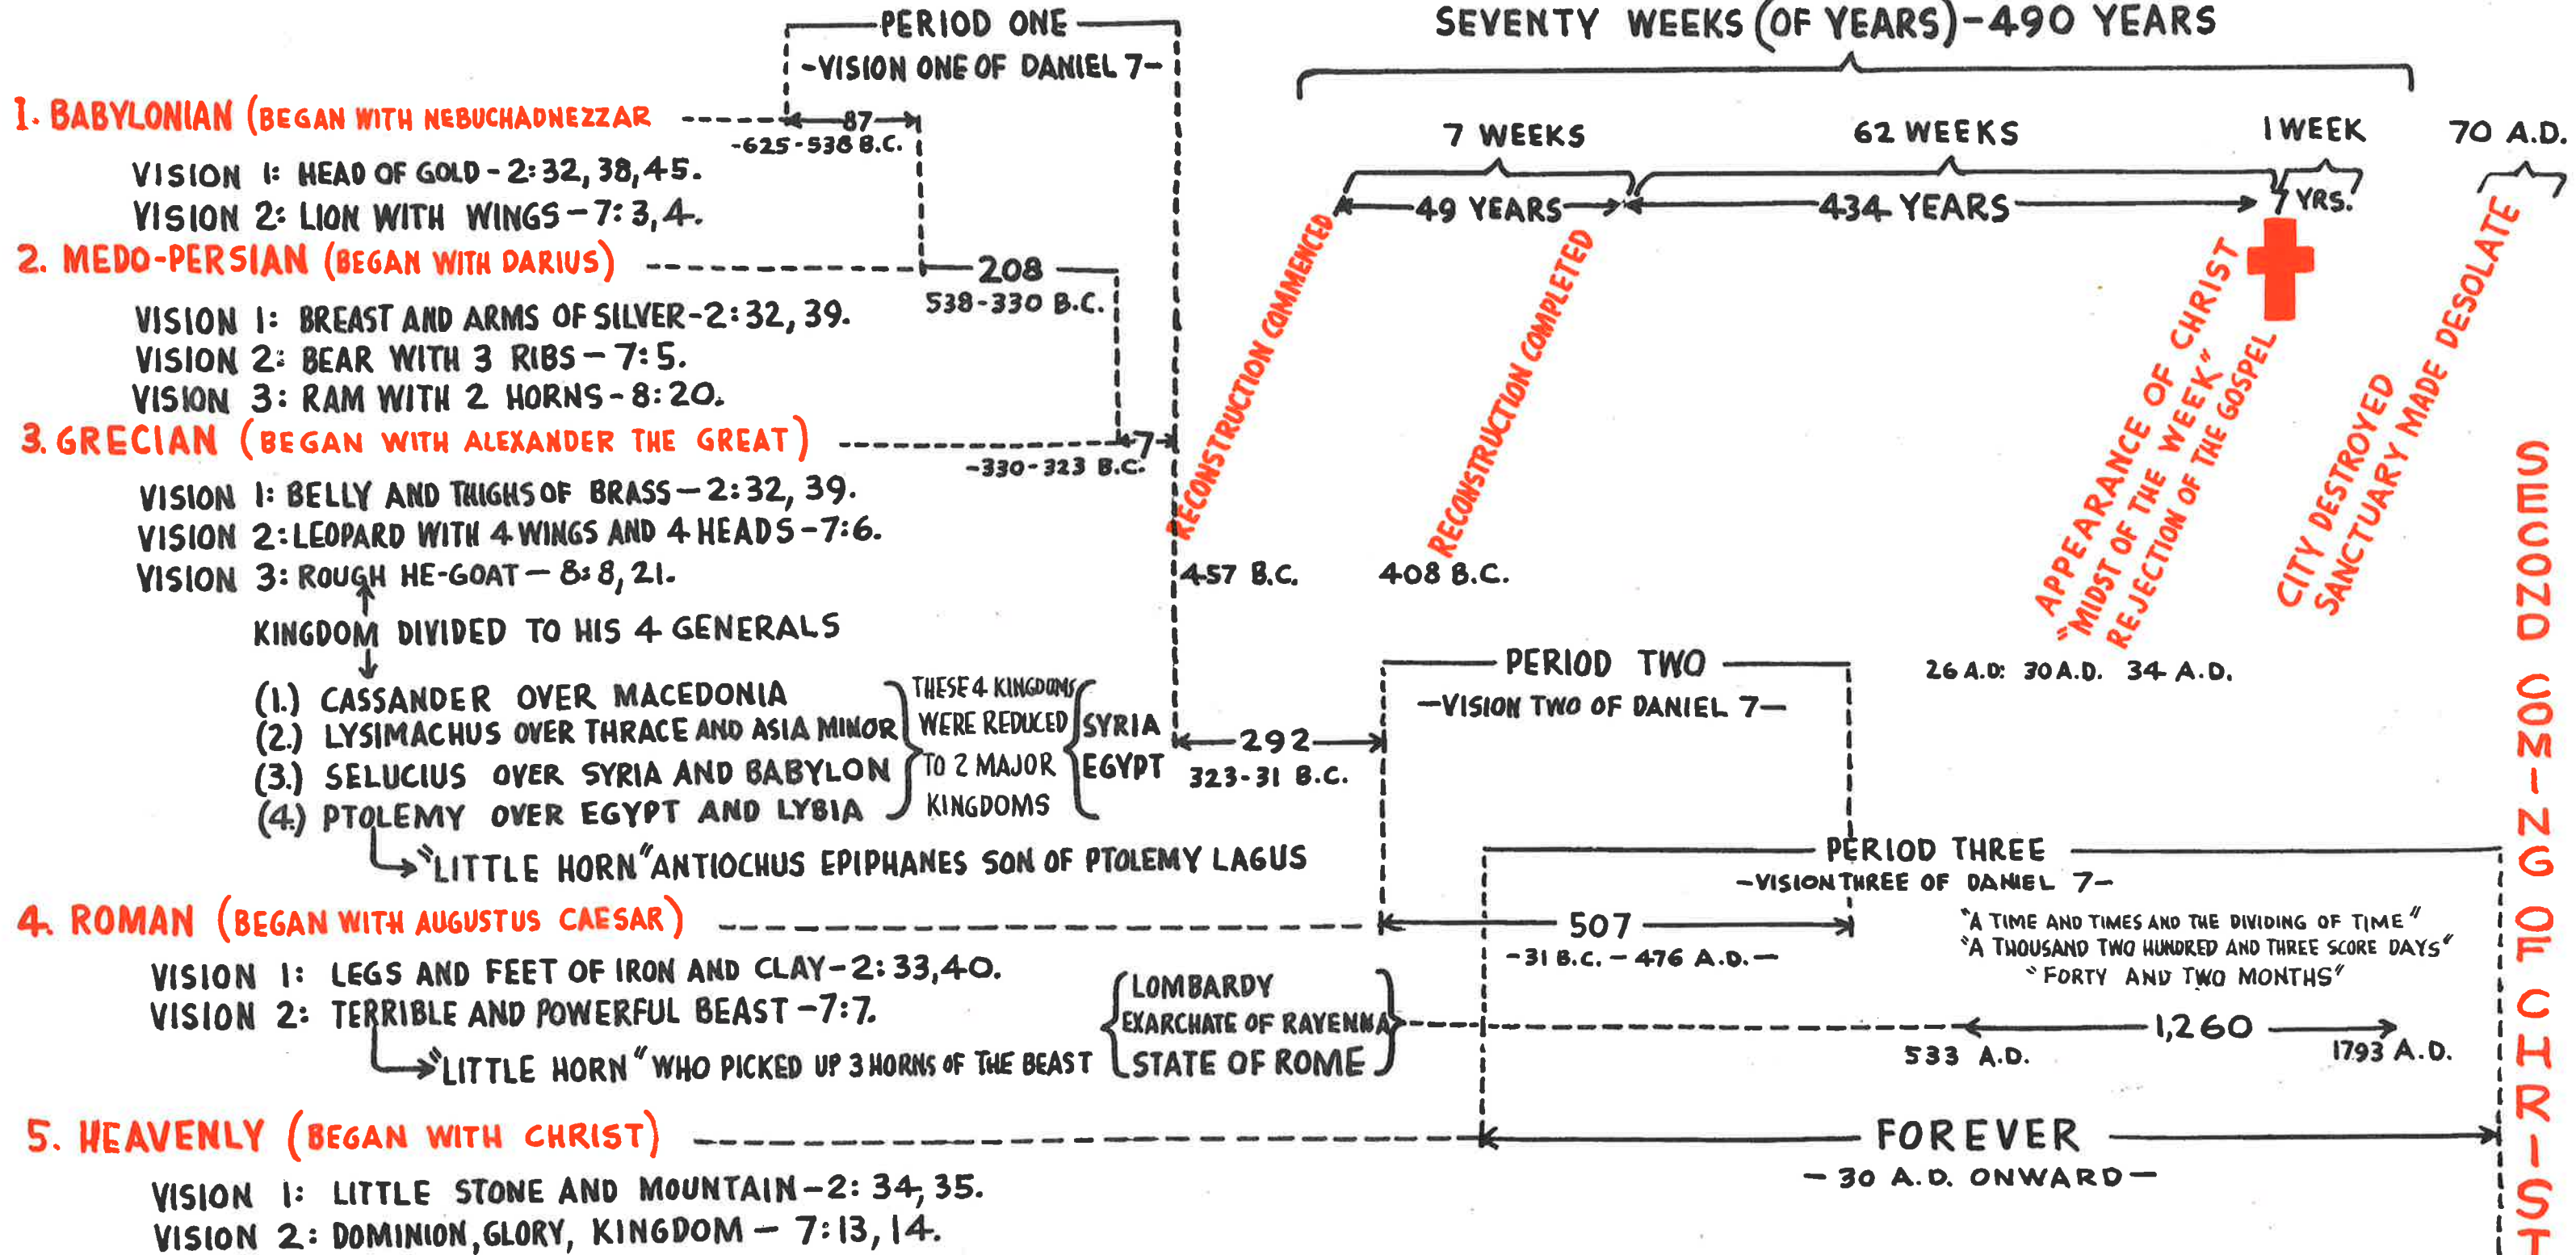 PERIOD ONE
-VISION ONE OF DANIEL 7-
SEVENTY WEEKS (OF YEARS)-490 YEARS
1. BABYLONIAN (BEGAN WITH NEBUCHADNEZZAR
87
-625-538 B.C.
VISION 1: HEAD OF GOLD-2:32, 38, 45.
VISION 2: LION WITH WINGS-7:3,4.
7 WEEKS
62 WEEKS
1 WEEK
70 A.D.
49 YEARS
434 YEARS
7 YRS.
2. MEDO-PERSIAN (BEGAN WITH DARIUS)
208
538-330 B.C.
VISION 1: BREAST AND ARMS OF SILVER-2:32, 39.
VISION 2: BEAR WITH 3 RIBS-7:5.
VISION 3: RAM WITH 2 HORNS-8:20.
3. GRECIAN (BEGAN WITH ALEXANDER THE GREAT)
7
-330-323 B.C.
VISION 1: BELLY AND THIGHS OF BRASS-2:32, 39.
VISION 2: LEOPARD WITH 4 WINGS AND 4 HEADS-7:6.
VISION 3: ROUGH HE-GOAT-8:8, 21.
KINGDOM DIVIDED TO HIS 4 GENERALS
(1.) CASSANDER OVER MACEDONIA
(2.) LYSIMACHUS OVER THRACE AND ASIA MINOR
(3.) SELUCIUS OVER SYRIA AND BABYLON
(4.) PTOLEMY OVER EGYPT AND LYBIA
THESE 4 KINGDOMS
WERE REDUCED
TO 2 MAJOR
KINGDOMS
SYRIA
EGYPT
292
323-31 B.C.
"LITTLE HORN" ANTIOCHUS EPIPHANES SON OF PTOLEMY LAGUS
RECONSTRUCTION COMMENCED
457 B.C.
RECONSTRUCTION COMPLETED
408 B.C.
APPEARANCE OF CHRIST
"MIDST OF THE WEEK"
REJECTION OF THE GOSPEL
26 A.D: 30 A.D. 34 A.D.
CITY DESTROYED
SANCTUARY MADE DESOLATE
SECOND COMING OF CHRIST
PERIOD TWO
-VISION TWO OF DANIEL 7-
PERIOD THREE
-VISION THREE OF DANIEL 7-
4. ROMAN (BEGAN WITH AUGUSTUS CAESAR)
507
-31 B.C. - 476 A.D.-
"A TIME AND TIMES AND THE DIVIDING OF TIME"
"A THOUSAND TWO HUNDRED AND THREE SCORE DAYS"
"FORTY AND TWO MONTHS"
VISION 1: LEGS AND FEET OF IRON AND CLAY-2:33,40.
VISION 2: TERRIBLE AND POWERFUL BEAST-7:7.
"LITTLE HORN" WHO PICKED UP 3 HORNS OF THE BEAST
LOMBARDY
EXARCHATE OF RAVENNA
STATE OF ROME
1,260
533 A.D.
1793 A.D.
5. HEAVENLY (BEGAN WITH CHRIST)
FOREVER
- 30 A.D. ONWARD-
VISION 1: LITTLE STONE AND MOUNTAIN-2:34, 35.
VISION 2: DOMINION, GLORY, KINGDOM - 7:13, 14.